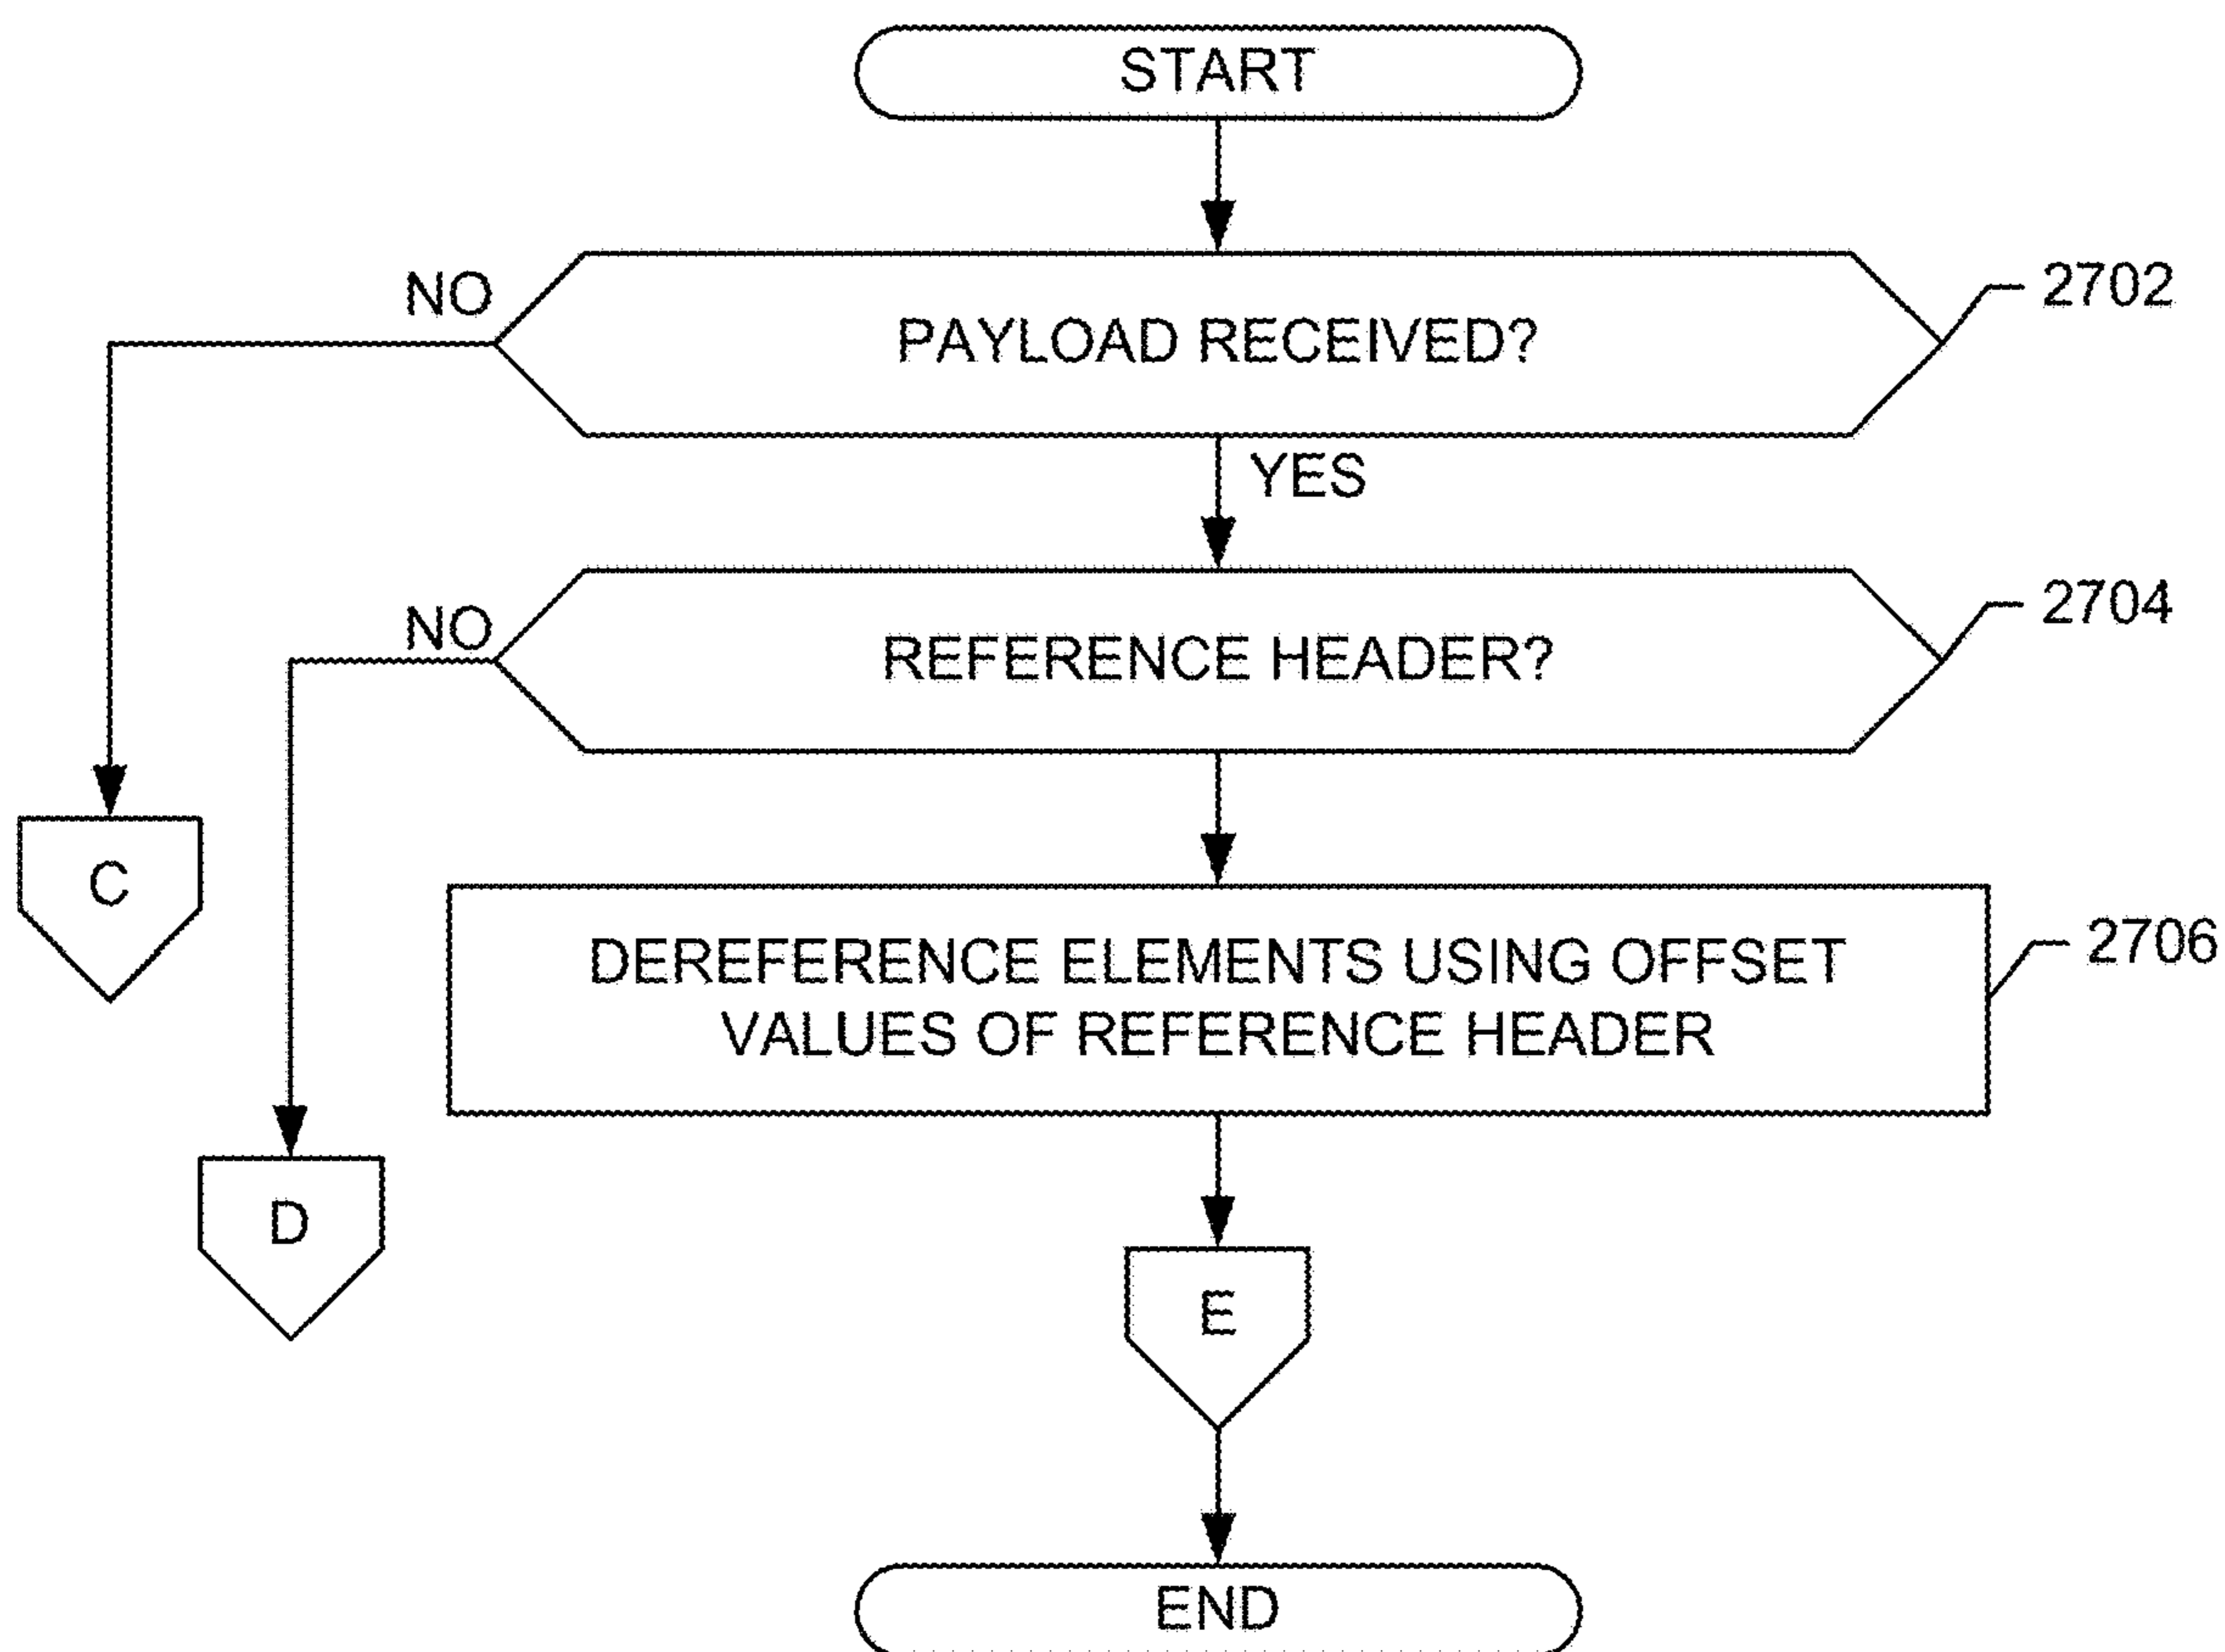 START
NO
2702
PAYLOAD RECEIVED?
YES
NO
2704
REFERENCE HEADER?
C
DEREFERENCE ELEMENTS USING OFFSET
VALUES OF REFERENCE HEADER
2706
D
E
END